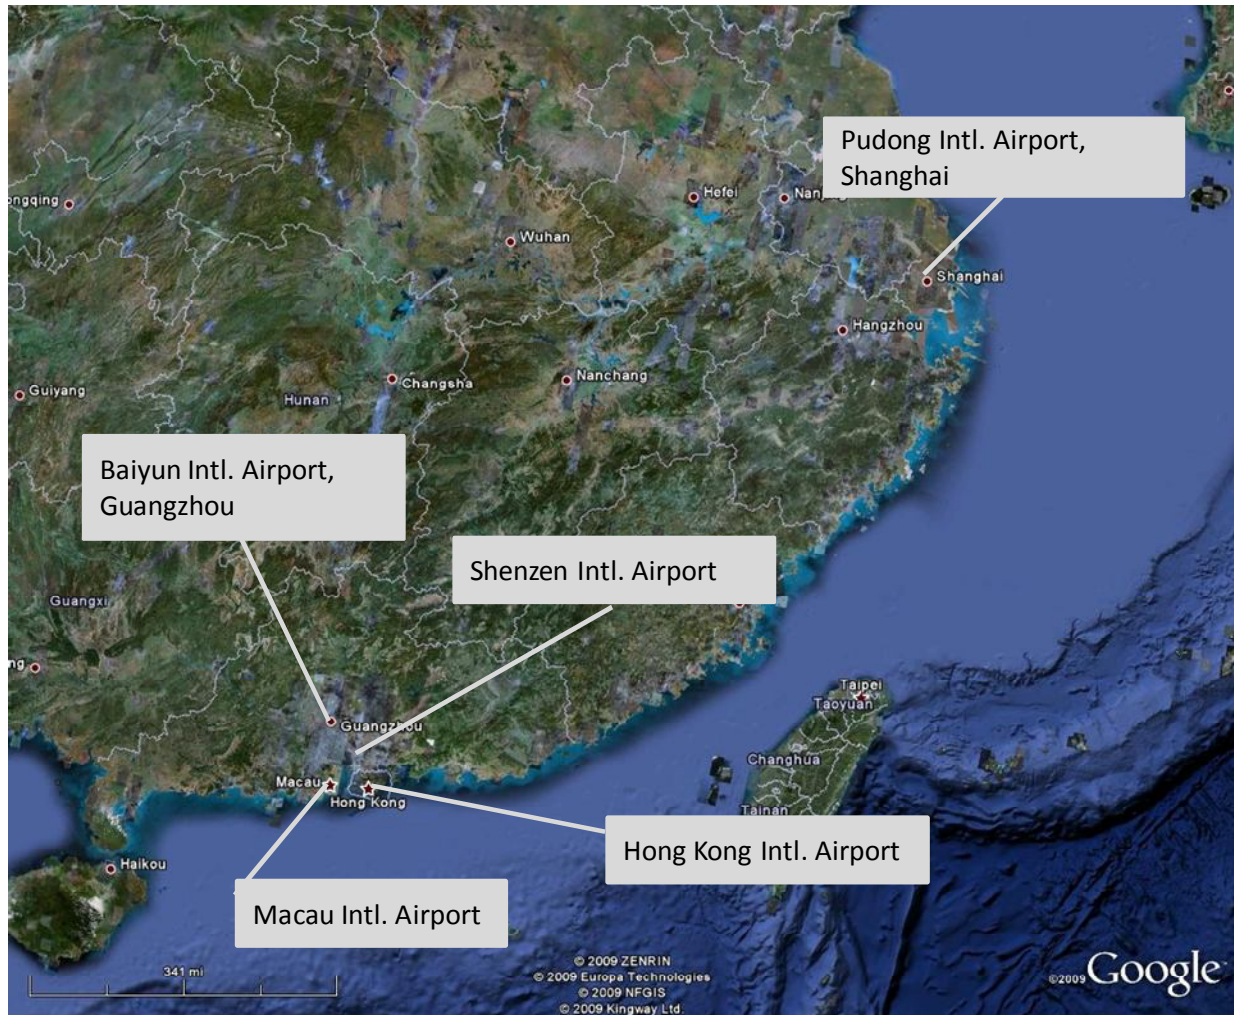 Pudong Intl. Airport,
Shanghai
Hefei
ongqing
Wuhan
Shanghai
Hangzhou
Nanchang
Changsha
Guiyang
Hunan
Baiyun Intl. Airport,
Guangzhou
Shenzen Intl. Airport
Guangxi
ng
Taipei
Taoyuan
Guangzhou
Changhua
Macau
Hong Kong
Tainan
Hong Kong Intl. Airport
Haikou
Macau Intl. Airport
341 mi
© 2009 ZENRIN
© 2009 Europa Technologies
© 2009 NFGIS
© 2009 Kingway Ltd.
©2009 Google